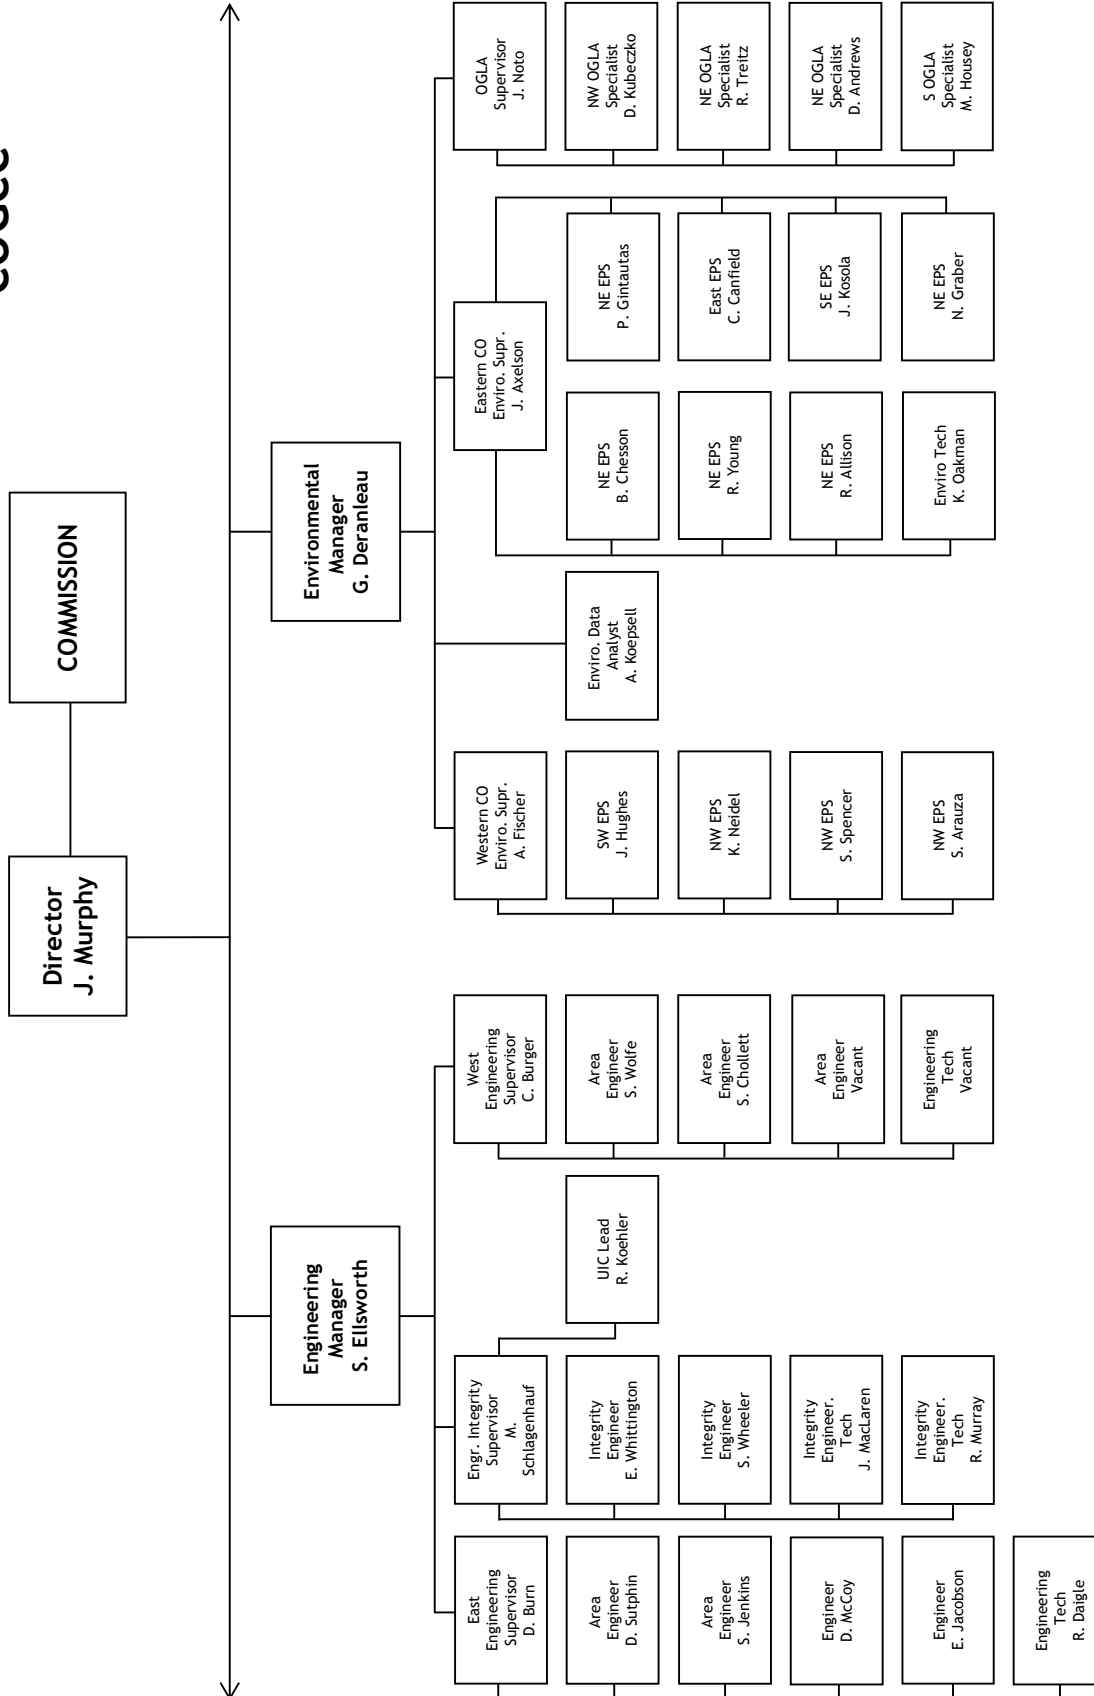 COGCC
COMMISSION
Director
J. Murphy
Engineering
Manager
S. Ellsworth
Environmental
Manager
G. Deranleau
East
Engineering
Supervisor
D. Burn
Area
Engineer
D. Sutphin
Area
Engineer
S. Jenkins
Engineer
D. McCoy
Engineer
E. Jacobson
Engineering
Tech
R. Daigle
Engr. Integrity
Supervisor
M.
Schlagenhauf
Integrity
Engineer
E. Whittington
Integrity
Engineer
S. Wheeler
Integrity
Engineer.
Tech
J. MacLaren
Integrity
Engineer.
Tech
R. Murray
UIC Lead
R. Koehler
West
Engineering
Supervisor
C. Burger
Area
Engineer
S. Wolfe
Area
Engineer
S. Chollett
Area
Engineer
Vacant
Engineering
Tech
Vacant
Western CO
Enviro. Supr.
A. Fischer
SW EPS
J. Hughes
NW EPS
K. Neidel
NW EPS
S. Spencer
NW EPS
S. Arauza
Enviro. Data
Analyst
A. Koepsell
Eastern CO
Enviro. Supr.
J. Axelson
NE EPS
B. Chesson
NE EPS
R. Young
NE EPS
R. Allison
Enviro Tech
K. Oakman
NE EPS
P. Gintautas
East EPS
C. Canfield
SE EPS
J. Kosola
NE EPS
N. Graber
OGLA
Supervisor
J. Noto
NW OGLA
Specialist
D. Kubeczko
NE OGLA
Specialist
R. Treitz
NE OGLA
Specialist
D. Andrews
S OGLA
Specialist
M. Housey